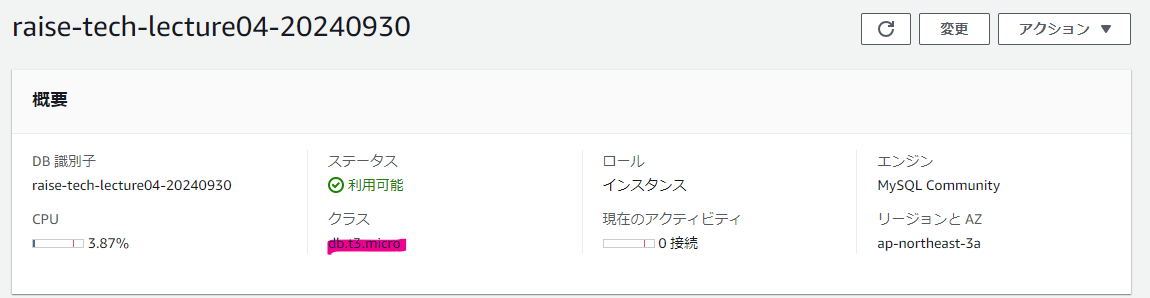 raise-tech-lecture04-20240930
変更
アクション
概要
DB 識別子
ステータス
ロール
エンジン
raise-tech-lecture04-20240930
利用可能
インスタンス
MySQL Community
CPU
クラス
現在のアクティビティ
リージョンと AZ
3.87%
db.t3.micro
0 接続
ap-northeast-3a